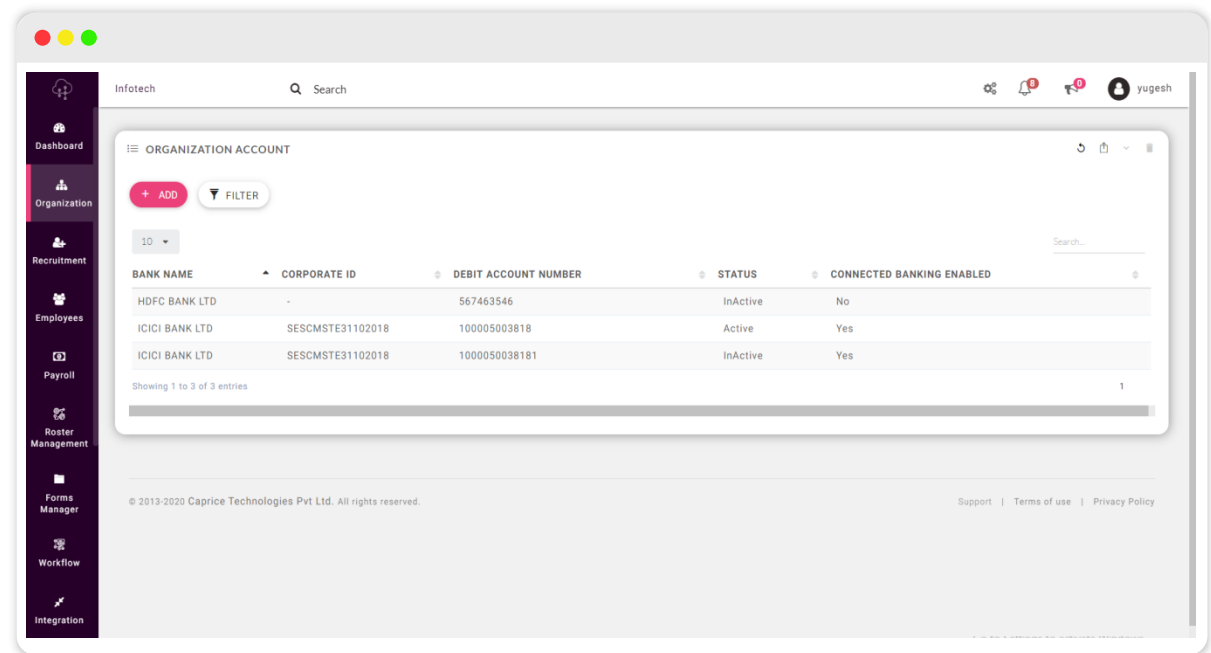 Infotech
Search
8
0
yugesh
Dashboard
Organization
Recruitment
Employees
Payroll
Roster
Management
Forms
Manager
Workflow
Integration
ORGANIZATION ACCOUNT
+ ADD
FILTER
10
Search..
BANK NAME CORPORATE ID DEBIT ACCOUNT NUMBER STATUS CONNECTED BANKING ENABLED
HDFC BANK LTD - 567463546 InActive No
ICICI BANK LTD SESCMSTE31102018 100005003818 Active Yes
ICICI BANK LTD SESCMSTE31102018 1000050038181 InActive Yes
Showing 1 to 3 of 3 entries
1
© 2013-2020 Caprice Technologies Pvt Ltd. All rights reserved.
Support | Terms of use | Privacy Policy